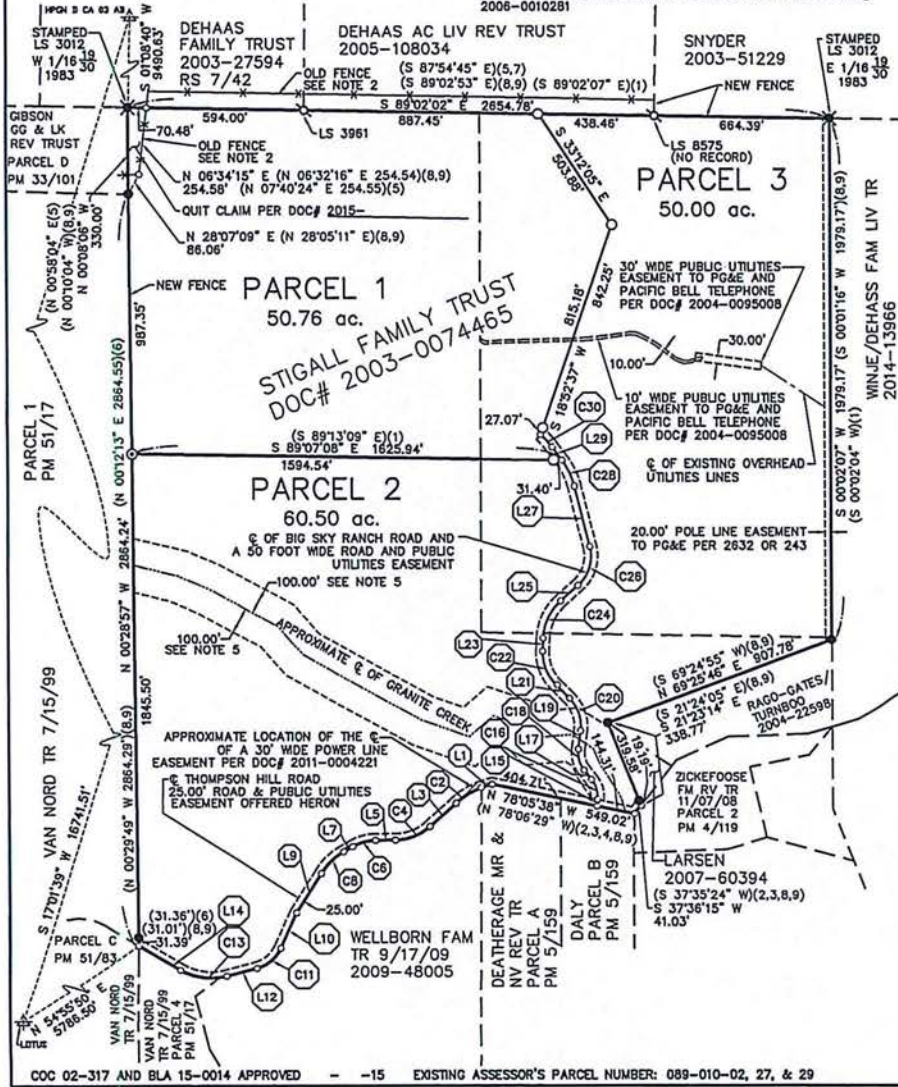 2006-0010281
HPGN D CA 03 A3
STAMPED
LS 3012
W 1/16 19/30
1983
S 01°08'40" W
9490.63'
DEHAAS
FAMILY TRUST
2003-27594
RS 7/42
DEHAAS AC LIV REV TRUST
2005-108034
OLD FENCE
SEE NOTE 2
(S 87°54'45" E)(5,7)
(S 89°02'53" E)(8,9) (S 89°02'07" E)(1)
S 89°02'02" E 2654.78'
SNYDER
2003-51229
NEW FENCE
STAMPED
LS 3012
E 1/16 19/30
1983
594.00'
887.45'
438.46'
664.39'
LS 3961
LS 8575
(NO RECORD)
GIBSON
GG & LK
REV TRUST
PARCEL D
PM 33/101
70.48'
OLD FENCE
SEE NOTE 2
N 06°34'15" E (N 06°32'16" E 254.54)(8,9)
254.58' (N 07°40'24" E 254.55)(5)
QUIT CLAIM PER DOC# 2015-
N 28°07'09" E (N 28°05'11" E)(8,9)
86.06'
(N 00°58'04" E)(5)
(N 00°10'04" W)(8,9)
N 00°08'06" W
330.00'
S 33°12'05" E
503.88'
PARCEL 3
50.00 ac.
NEW FENCE
987.35'
PARCEL 1
50.76 ac.
STIGALL FAMILY TRUST
DOC# 2003-0074465
815.18'
842.25'
S 18°52'37" W
30' WIDE PUBLIC UTILITIES
EASEMENT TO PG&E AND
PACIFIC BELL TELEPHONE
PER DOC# 2004-0095008
30.00'
10.00'
10' WIDE PUBLIC UTILITIES
EASEMENT TO PG&E AND
PACIFIC BELL TELEPHONE
PER DOC# 2004-0095008
℄ OF EXISTING OVERHEAD
UTILITIES LINES
20.00' POLE LINE EASEMENT
TO PG&E PER 2632 OR 243
S 00°02'07" W 1979.17' (S 00°01'16" W 1979.17')(8,9)
(S 00°02'04" W)(1)
WINJE/DEHASS FAM LIV TR
2014-13966
PARCEL 1
PM 51/17
(N 00°12'13" E 2864.55)(6)
N 00°28'57" W 2864.24'
(N 00°29'49" W 2864.29')(8,9)
1845.50'
27.07'
C30
L29
C28
(S 89°13'09" E)(1)
S 89°07'08" E 1625.94'
1594.54'
31.40'
PARCEL 2
60.50 ac.
℄ OF BIG SKY RANCH ROAD AND
A 50 FOOT WIDE ROAD AND PUBLIC
UTILITIES EASEMENT
L27
C26
L25
C24
L23
C22
L21
C20
L19
C18
L17
C16
L15
100.00' SEE NOTE 5
100.00'
SEE NOTE 5
APPROXIMATE ℄ OF GRANITE CREEK
(S 69°24'55" W)(8,9)
N 69°25'46" E 907.78'
(S 21°24'05" E)(8,9)
S 21°23'14" E
338.77'
RAGO-GATES/
TURNBOO
2004-22598
319.58'
19.19'
144.31'
APPROXIMATE LOCATION OF THE ℄
OF A 30' WIDE POWER LINE
EASEMENT PER DOC# 2011-0004221
℄ THOMPSON HILL ROAD
25.00' ROAD & PUBLIC UTILITIES
EASEMENT OFFERED HERON
L1
C2
L3
C4
L5
C6
L7
C8
L9
L10
C11
L12
C13
L14
25.00'
404.71'
N 78°05'38" W 549.02'
(N 78°06'29" W)(2,3,4,8,9)
ZICKEFOOSE
FM RV TR
11/07/08
PARCEL 2
PM 4/119
LARSEN
2007-60394
(S 37°35'24" W)(2,3,8,9)
S 37°36'15" W
41.03'
VAN NORD TR 7/15/99
S 17°01'39" W 16741.51'
(31.36')(6)
(31.01')(8,9)
31.39'
PARCEL C
PM 51/83
WELLBORN FAM
TR 9/17/09
2009-48005
DEATHERAGE MR &
NV REV TR
PARCEL A
PM 5/159
DALY
PARCEL B
PM 5/159
N 54°55'50" E
5786.50'
LOTUS
VAN NORD
TR 7/15/99
VAN NORD
TR 7/15/99
PARCEL 4
PM 51/17
COC 02-317 AND BLA 15-0014 APPROVED - -15 EXISTING ASSESSOR'S PARCEL NUMBER: 089-010-02, 27, & 29